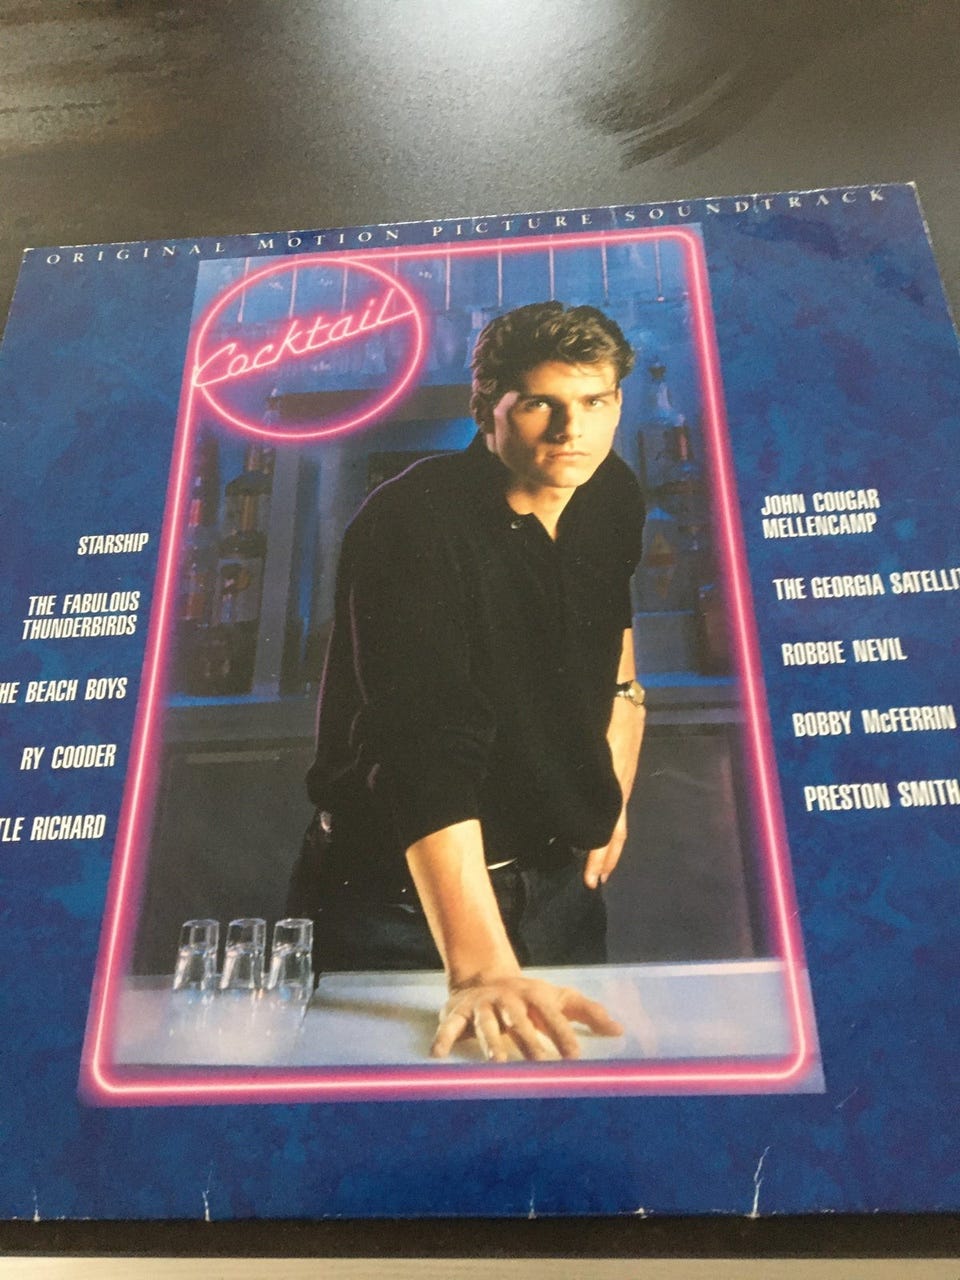 ORIGINAL MOTION PICTURE SOUNDTRACK
Cocktail
STARSHIP
THE FABULOUS
THUNDERBIRDS
HE BEACH BOYS
RY COODER
TLE RICHARD
JOHN COUGAR
MELLENCAMP
THE GEORGIA SATELLIT
ROBBIE NEVIL
BOBBY McFERRIN
PRESTON SMITH